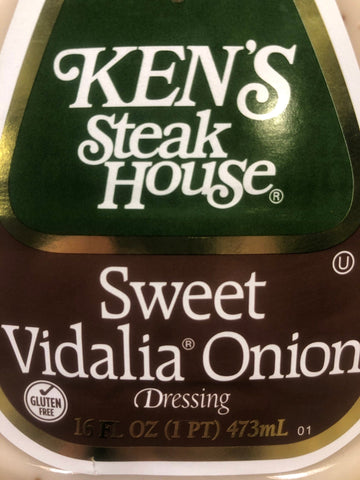 KEN'S
Steak
House®
U
Sweet
Vidalia® Onion
GLUTEN
FREE
Dressing
16 FL OZ (1 PT) 473mL 01